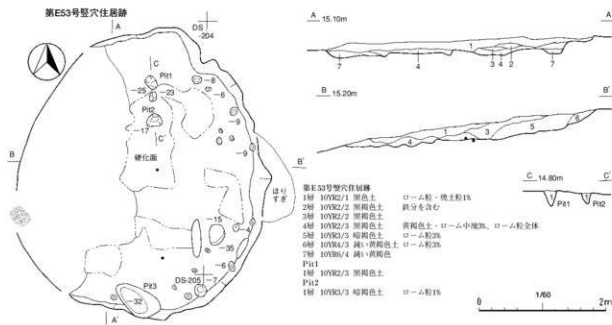 第E53号竪穴住居跡
A
DS
-204
A 15.10m A'
1
7 4 3 4 2 7
C
Pit1
-8
-25
-23
-6
Pit2
-17
-9
C'
硬化面
-9
B
B'
ほり
すぎ
B 15.20m B'
1 3 5 6
4
C 14.80m C'
1 1
Pit1 Pit2
-15
-4
-35
-6
DS-205
-7
Pit3
-32
A'
第E53号竪穴住居跡
1層 10YR2/1 黒色土 ローム粒・焼土粒1%
2層 10YR2/2 黒褐色土 鉄分を含む
3層 10YR2/2 黒褐色土
4層 10YR2/3 黒褐色土 黄褐色土・ローム中塊3%、ローム粒全体
5層 10YR3/3 暗褐色土 ローム粒3%
6層 10YR4/3 鈍い黄褐色土 ローム粒3%
7層 10YR6/4 鈍い黄橙色
Pit1
1層 10YR2/3 黒褐色土
Pit2
1層 10YR3/3 暗褐色土 ローム粒1%
1/60
0 2m